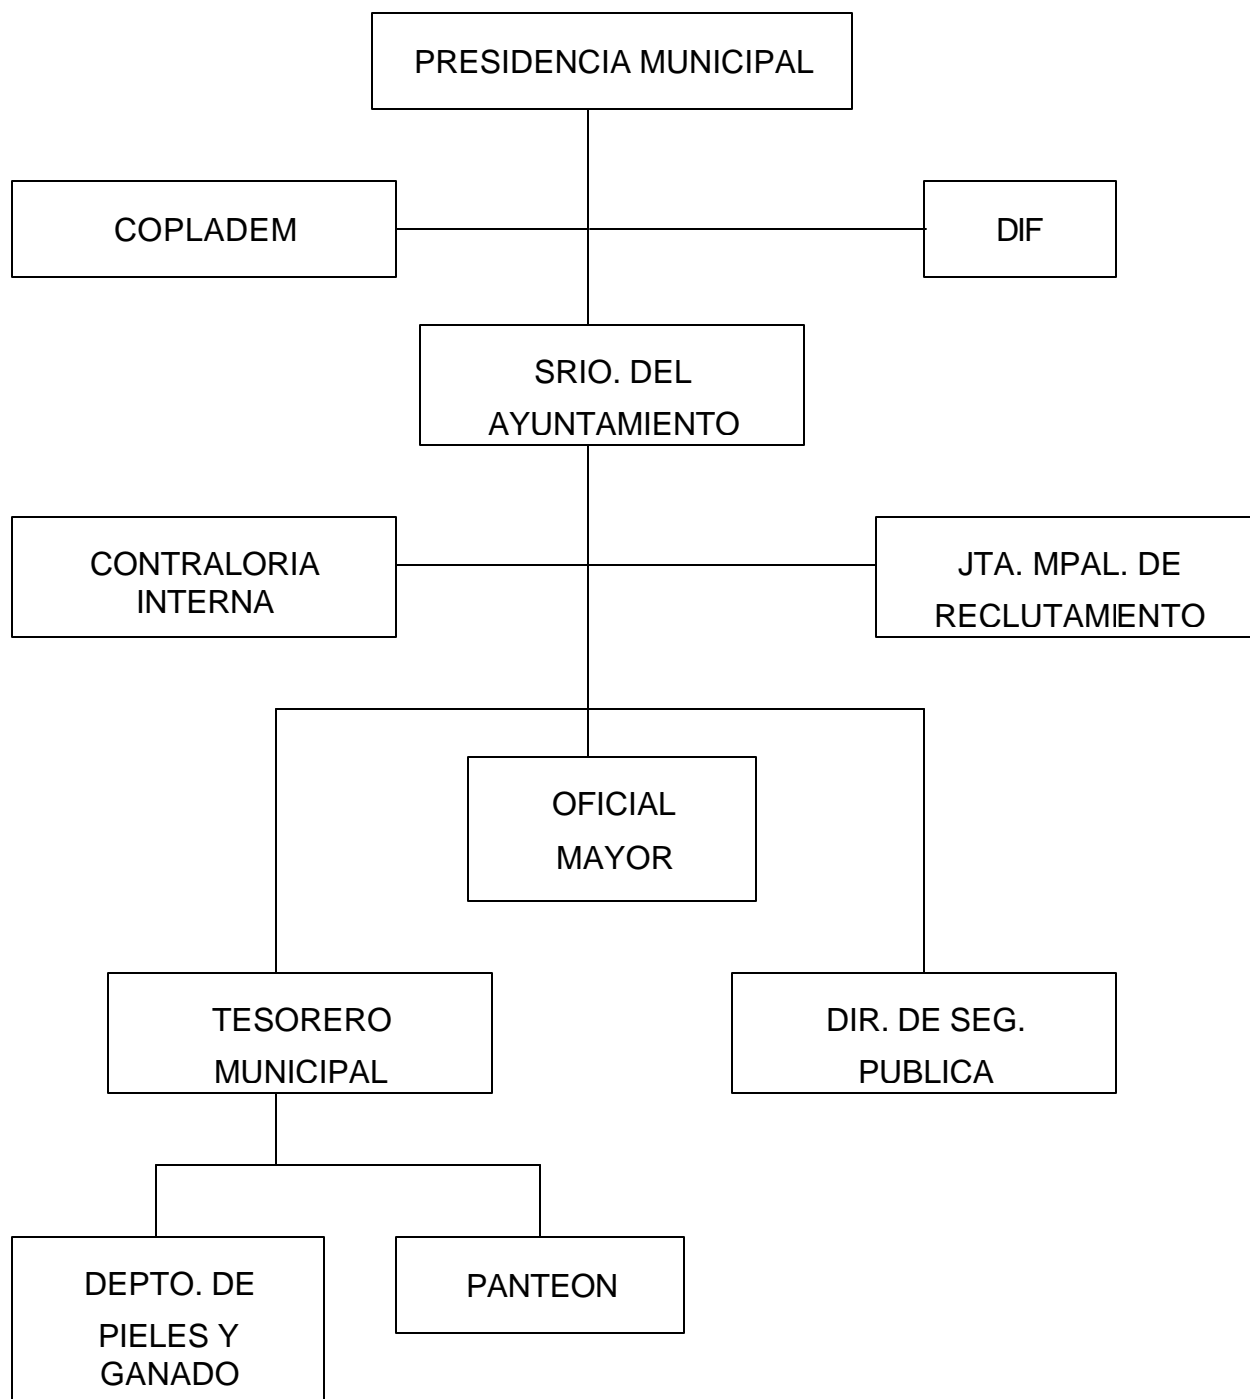 PRESIDENCIA MUNICIPAL
COPLADEM
DIF
SRIO. DEL
AYUNTAMIENTO
CONTRALORIA
INTERNA
JTA. MPAL. DE
RECLUTAMIENTO
OFICIAL
MAYOR
TESORERO
MUNICIPAL
DIR. DE SEG.
PUBLICA
DEPTO. DE
PIELES Y
GANADO
PANTEON